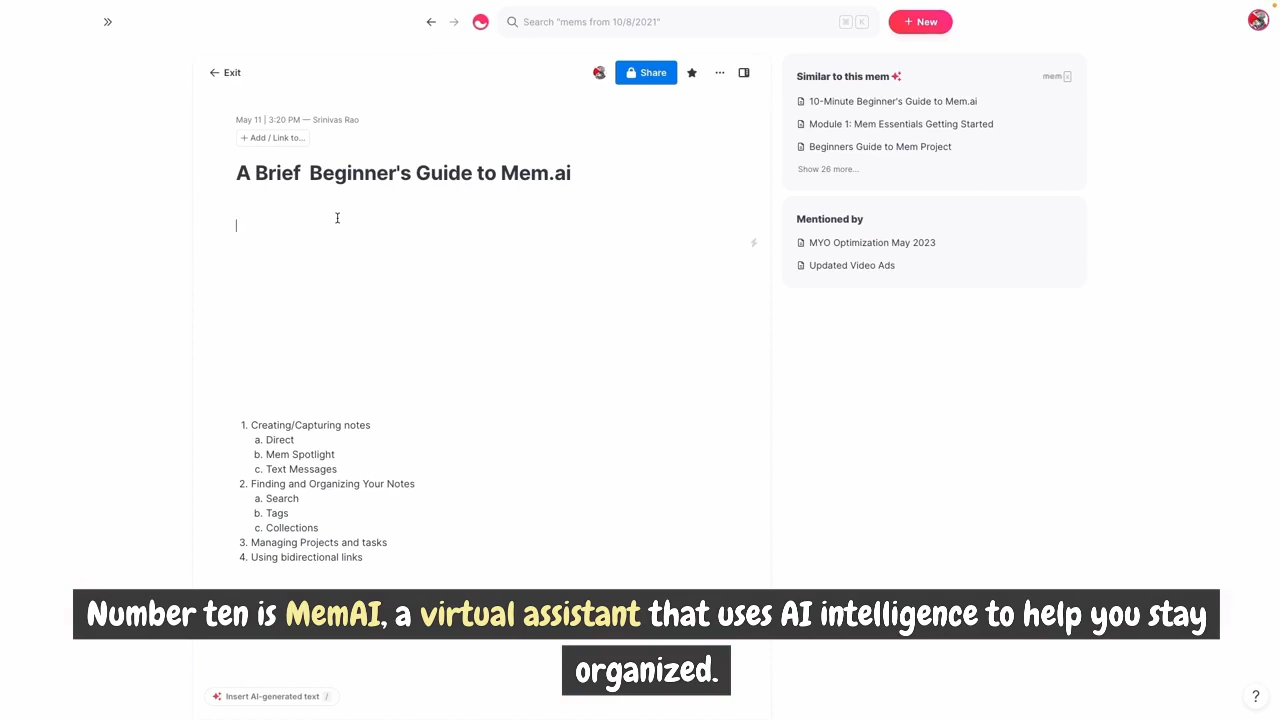 Search "mems from 10/8/2021"
⌘ K
+ New
Exit
Share
May 11 | 3:20 PM — Srinivas Rao
+ Add / Link to...
A Brief  Beginner's Guide to Mem.ai
1. Creating/Capturing notes
a. Direct
b. Mem Spotlight
c. Text Messages
2. Finding and Organizing Your Notes
a. Search
b. Tags
c. Collections
3. Managing Projects and tasks
4. Using bidirectional links
Insert AI-generated text /
Similar to this mem
mem x
10-Minute Beginner's Guide to Mem.ai
Module 1: Mem Essentials Getting Started
Beginners Guide to Mem Project
Show 26 more...
Mentioned by
MYO Optimization May 2023
Updated Video Ads
Number ten is MemAI, a virtual assistant that uses AI intelligence to help you stay
organized.
?